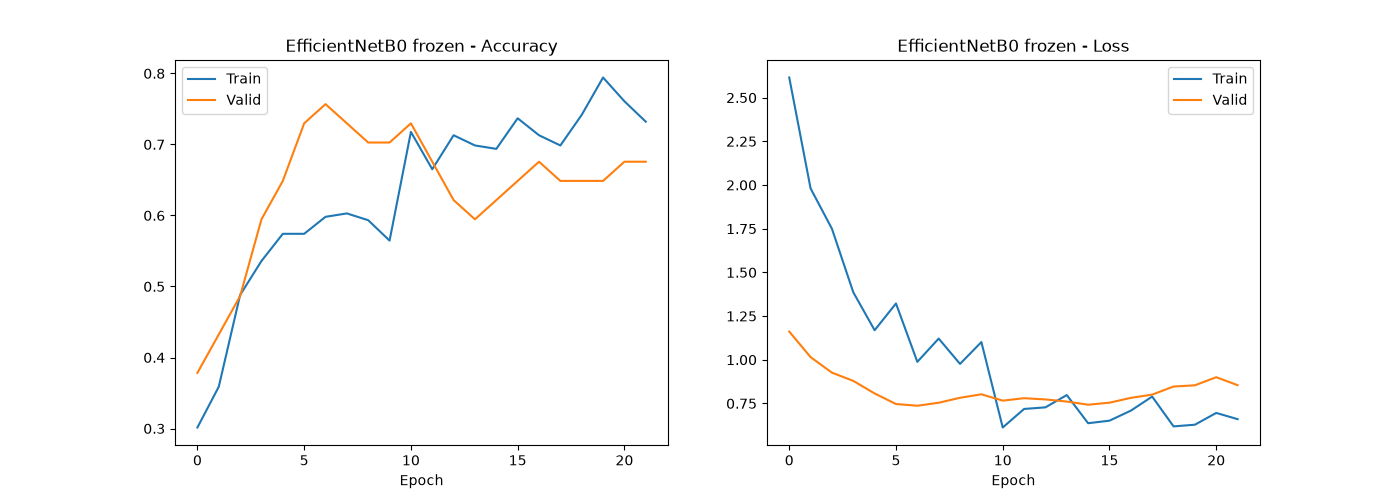 EfficientNetB0 frozen - Accuracy
Train
Valid
0.8
0.7
0.6
0.5
0.4
0.3
0 5 10 15 20
Epoch
EfficientNetB0 frozen - Loss
Train
Valid
2.50
2.25
2.00
1.75
1.50
1.25
1.00
0.75
0 5 10 15 20
Epoch